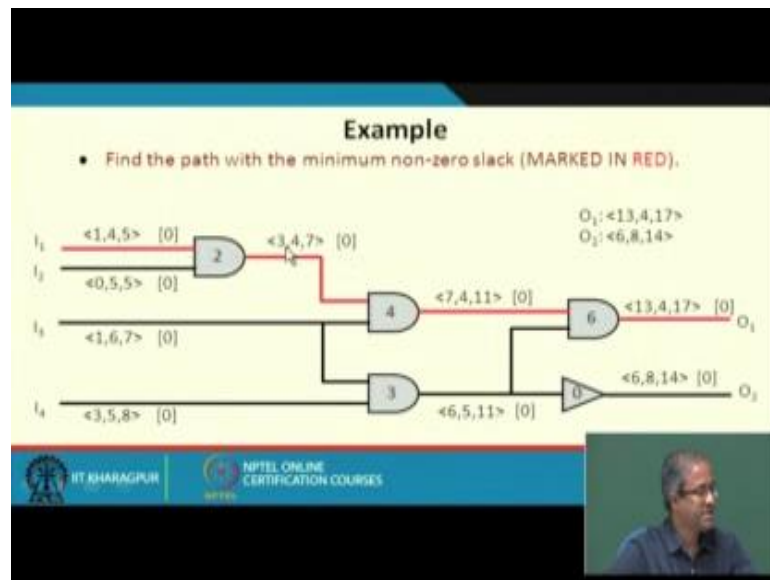 Example
• Find the path with the minimum non-zero slack (MARKED IN RED).
O₁: <13,4,17>
O₂: <6,8,14>
I₁ <1,4,5> [0]
2
<3,4,7> [0]
I₂ <0,5,5> [0]
4
<7,4,11> [0]
6
<13,4,17> [0] O₁
I₃ <1,6,7> [0]
3
<6,5,11> [0]
0
<6,8,14> [0] O₂
I₄ <3,5,8> [0]
IIT KHARAGPUR
NPTEL ONLINE
CERTIFICATION COURSES
NPTEL